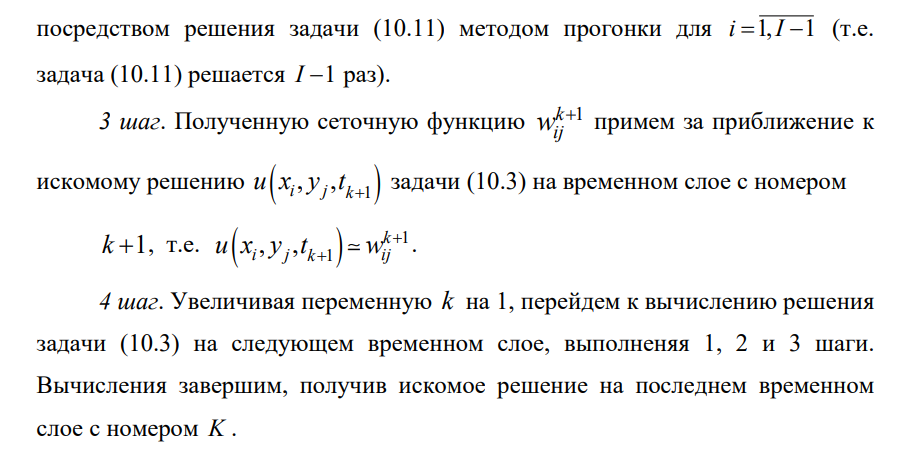 посредством решения задачи (10.11) методом прогонки для $i = \overline{1, I-1}$ (т.е.
задача (10.11) решается $I-1$ раз).
3 шаг. Полученную сеточную функцию $w_{ij}^{k+1}$ примем за приближение к
искомому решению $u(x_i, y_j, t_{k+1})$ задачи (10.3) на временном слое с номером
$k+1$, т.е. $u(x_i, y_j, t_{k+1}) \simeq w_{ij}^{k+1}$.
4 шаг. Увеличивая переменную $k$ на 1, перейдем к вычислению решения
задачи (10.3) на следующем временном слое, выполненяя 1, 2 и 3 шаги.
Вычисления завершим, получив искомое решение на последнем временном
слое с номером $K$.